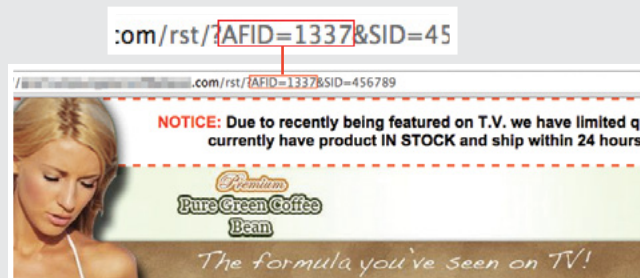 :om/rst/?AFID=1337&SID=45
/ .com/rst/?AFID=1337&SID=456789
NOTICE: Due to recently being featured on T.V. we have limited q
currently have product IN STOCK and ship within 24 hours
Premium
Pure Green Coffee
Bean
The formula you've seen on TV!